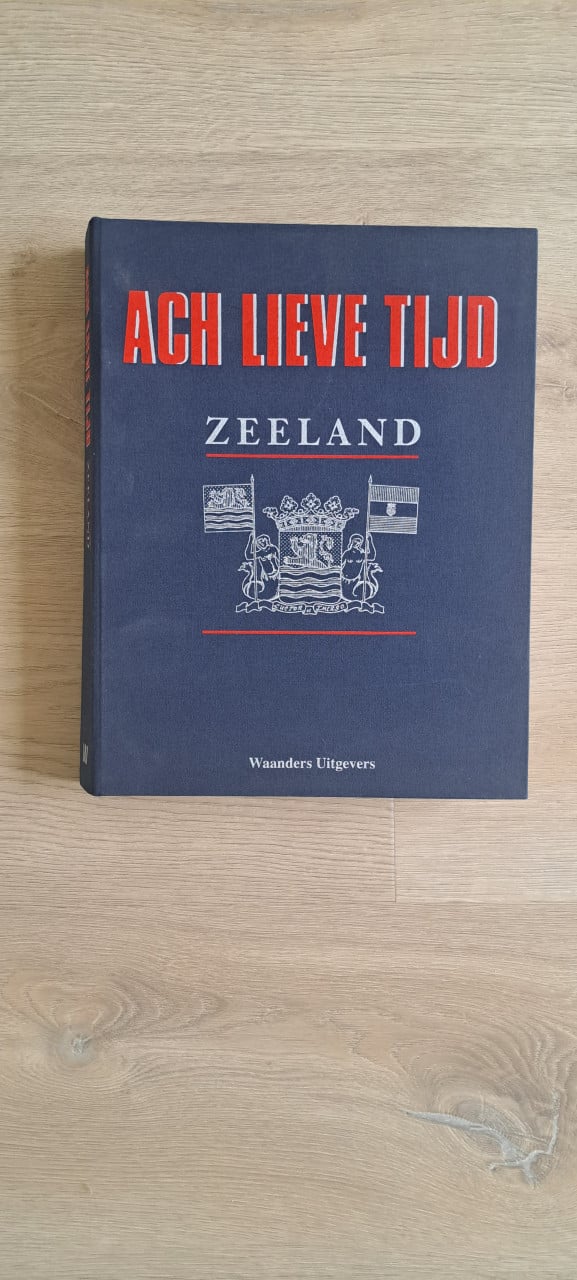 ACH LIEVE TIJD
ZEELAND
Waanders Uitgevers